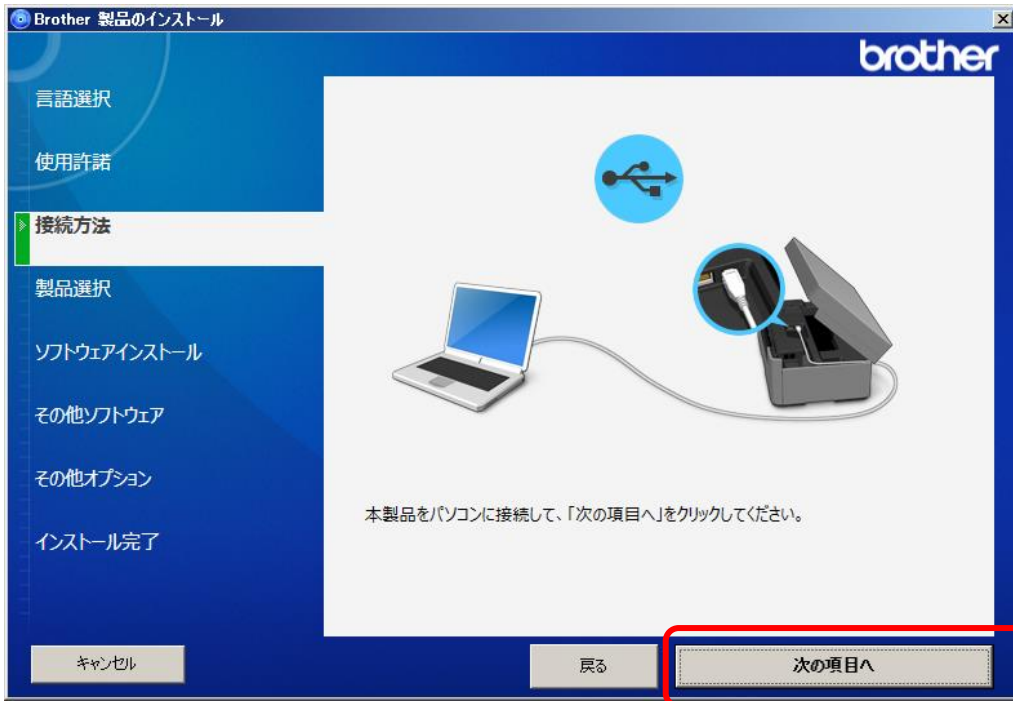 Brother 製品のインストール
brother
言語選択
使用許諾
接続方法
製品選択
ソフトウェアインストール
その他ソフトウェア
その他オプション
インストール完了
本製品をパソコンに接続して、「次の項目へ」をクリックしてください。
キャンセル
戻る
次の項目へ